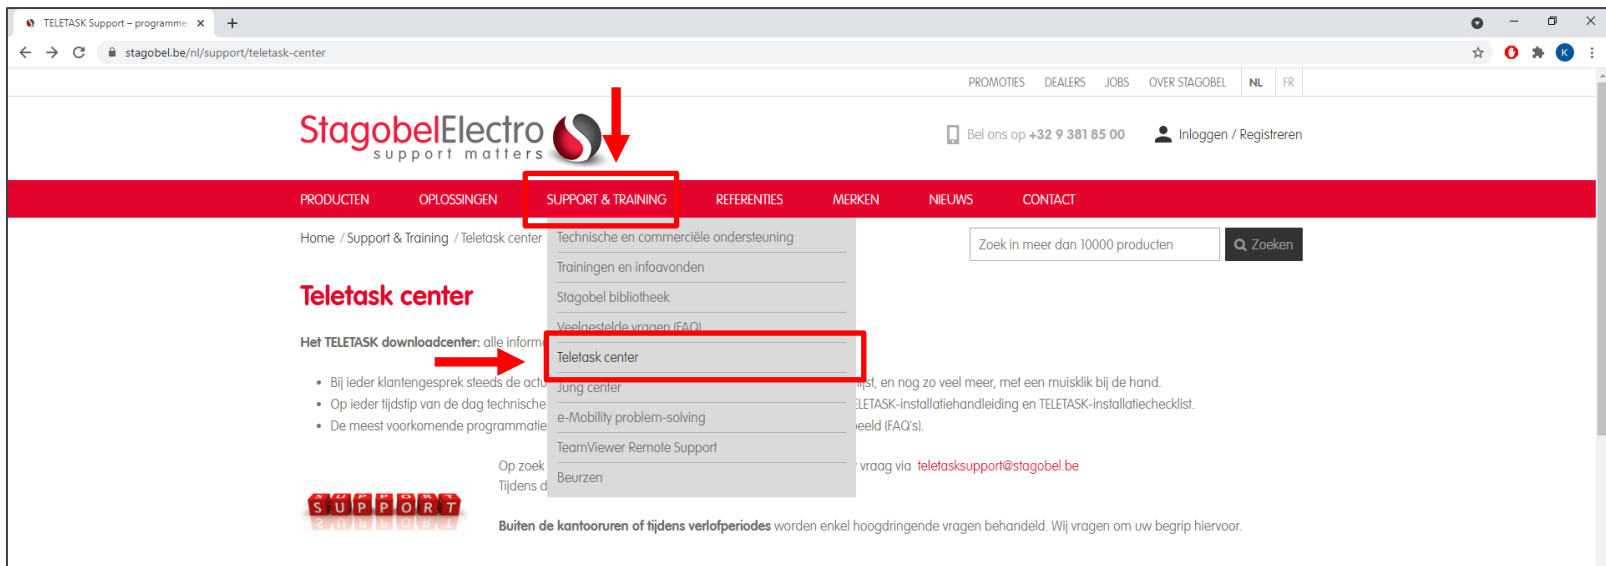 TELETASK Support – programme
stagobel.be/nl/support/teletask-center
K
PROMOTIES DEALERS JOBS OVER STAGOBEL NL FR
StagobelElectro
support matters
Bel ons op +32 9 381 85 00 Inloggen / Registreren
PRODUCTEN OPLOSSINGEN SUPPORT & TRAINING REFERENTIES MERKEN NIEUWS CONTACT
Home / Support & Training / Teletask center
Zoek in meer dan 10000 producten Zoeken
Technische en commerciële ondersteuning
Trainingen en infoavonden
Stagobel bibliotheek
Veelgestelde vragen (FAQ)
Teletask center
Jung center
e-Mobility problem-solving
TeamViewer Remote Support
Beurzen
Teletask center
Het TELETASK downloadcenter: alle inform
• Bij ieder klantengesprek steeds de actu lijst, en nog zo veel meer, met een muisklik bij de hand.
• Op ieder tijdstip van de dag technische ELETASK-installatiehandleiding en TELETASK-installatiechecklist.
• De meest voorkomende programmatie eeld (FAQ's).
SUPPORT
Op zoek vraag via teletasksupport@stagobel.be
Tijdens d
Buiten de kantooruren of tijdens verlofperiodes worden enkel hoogdringende vragen behandeld. Wij vragen om uw begrip hiervoor.